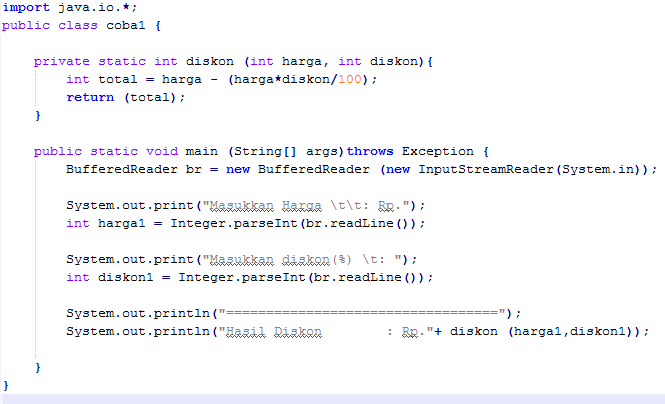 import java.io.*;
public class coba1 {
private static int diskon (int harga, int diskon){
int total = harga - (harga*diskon/100);
return (total);
}
public static void main (String[] args)throws Exception {
BufferedReader br = new BufferedReader (new InputStreamReader(System.in));
System.out.print("Masukkan Harga \t\t: Rp.");
int harga1 = Integer.parseInt(br.readLine());
System.out.print("Masukkan diskon(%) \t: ");
int diskon1 = Integer.parseInt(br.readLine());
System.out.println("==================================");
System.out.println("Hasil Diskon        : Rp."+ diskon (harga1,diskon1));
}
}